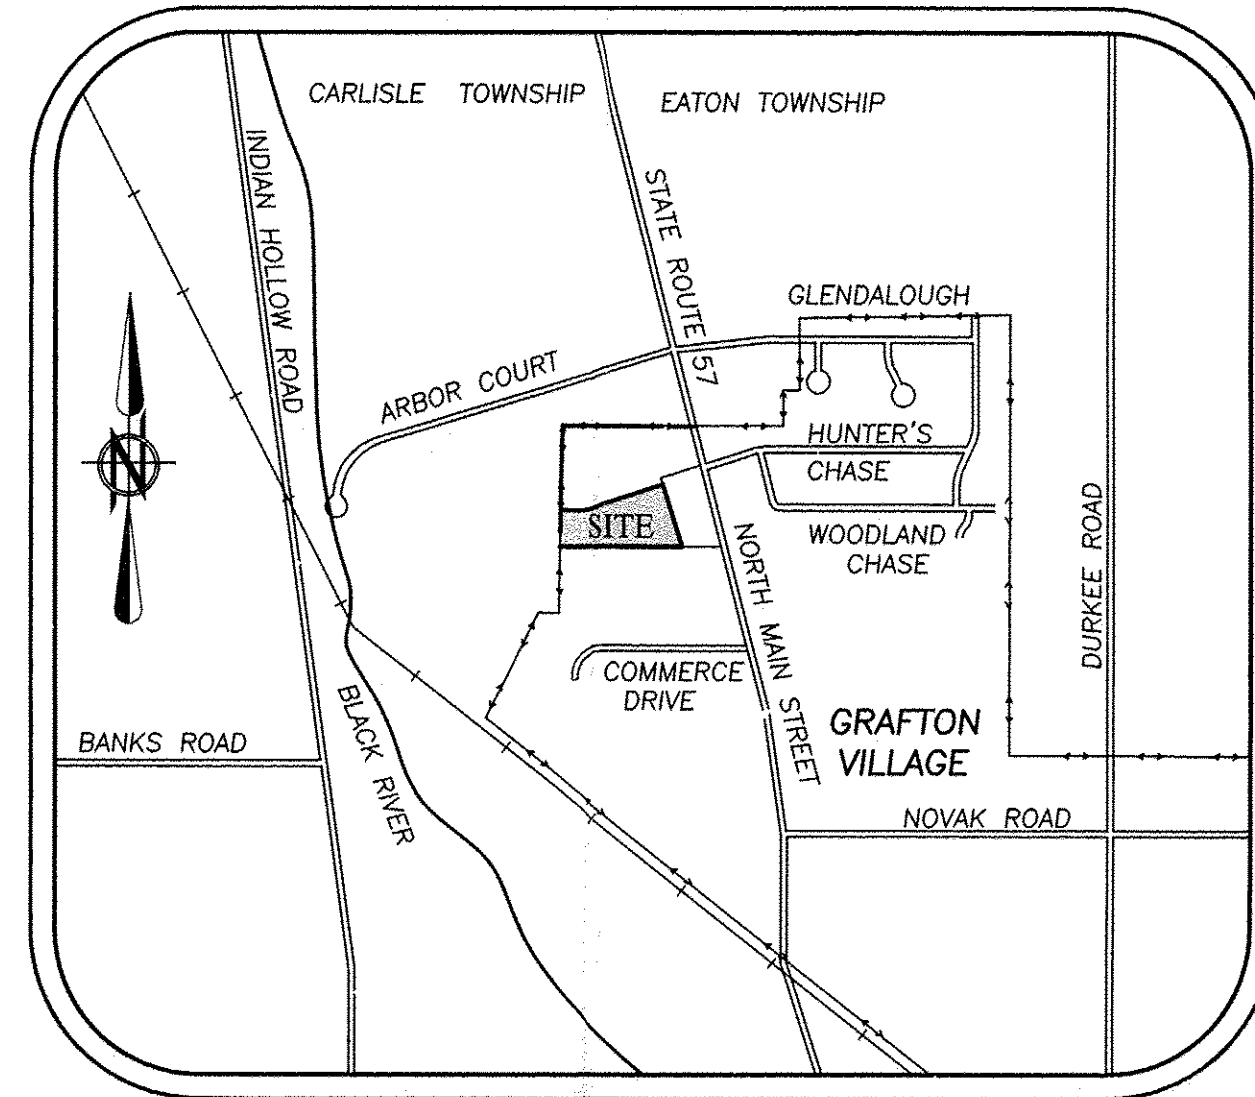 CARLISLE TOWNSHIP
EATON TOWNSHIP
INDIAN HOLLOW ROAD
STATE ROUTE 57
GLENDALOUGH
ARBOR COURT
HUNTER'S
CHASE
N
SITE
WOODLAND
CHASE
DURKEE ROAD
NORTH MAIN STREET
COMMERCE
DRIVE
BLACK RIVER
GRAFTON
VILLAGE
BANKS ROAD
NOVAK ROAD